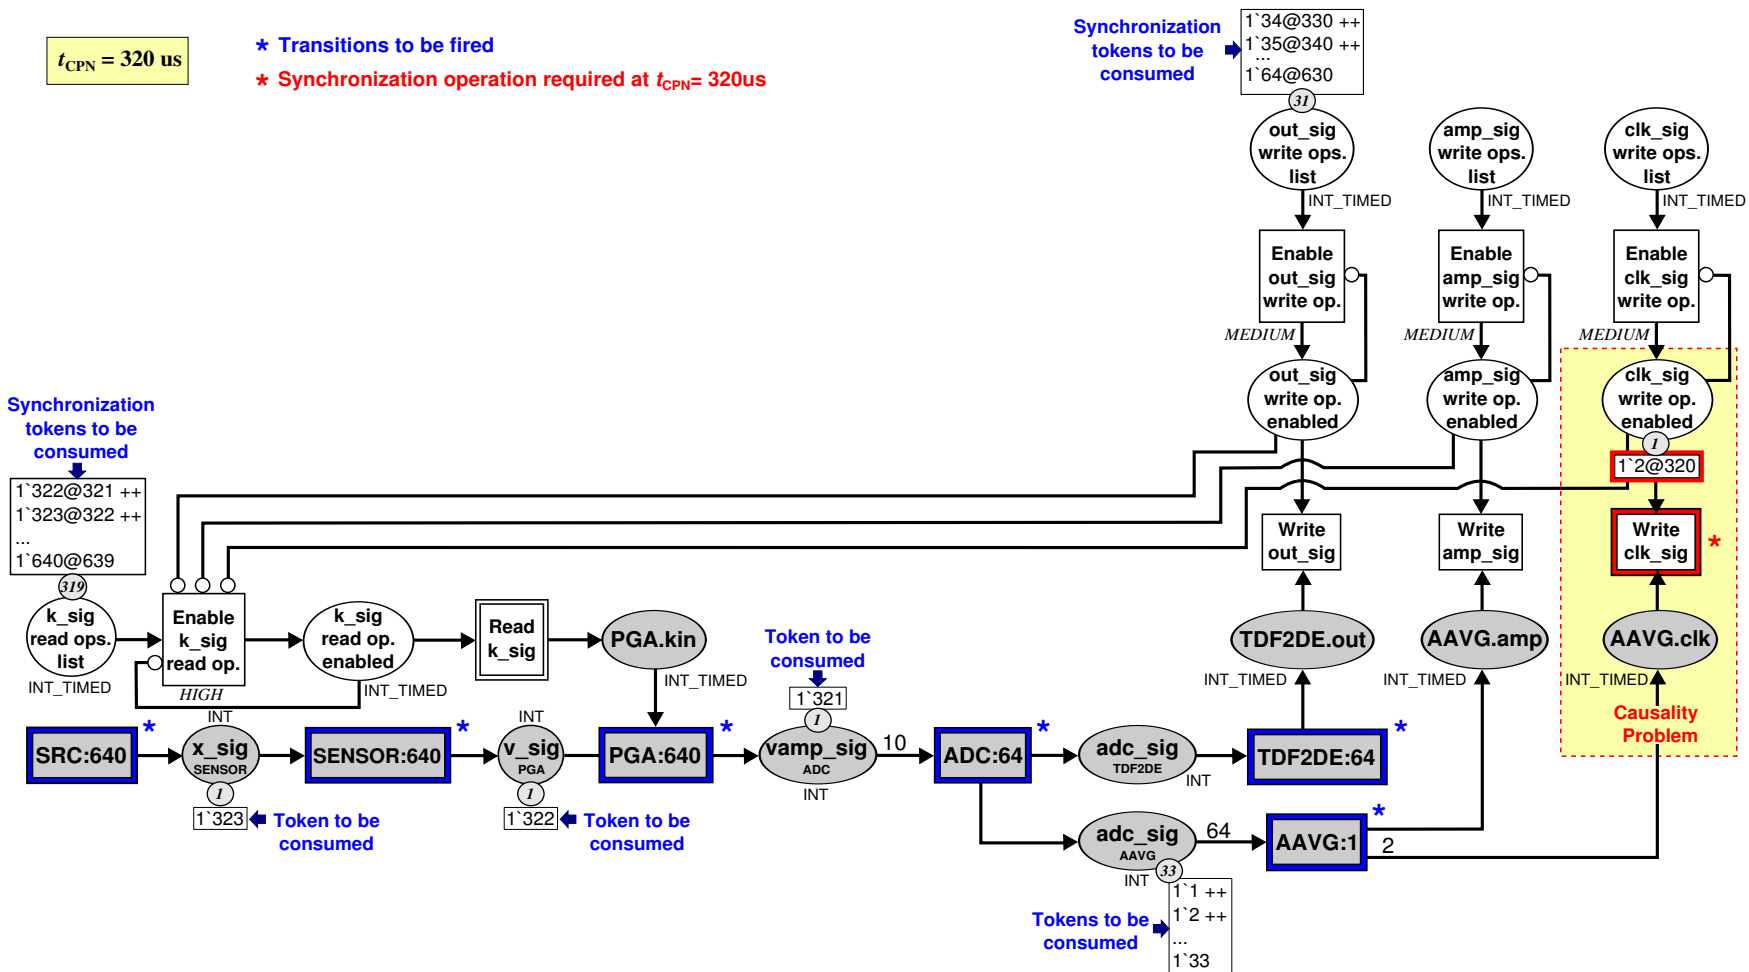 t_CPN = 320 us
* Transitions to be fired
* Synchronization operation required at t_CPN= 320us
Synchronization
tokens to be
consumed
1`34@330 ++
1`35@340 ++
...
1`64@630
31
out_sig
write ops.
list
INT_TIMED
amp_sig
write ops.
list
INT_TIMED
clk_sig
write ops.
list
INT_TIMED
Enable
out_sig
write op.
MEDIUM
Enable
amp_sig
write op.
MEDIUM
Enable
clk_sig
write op.
MEDIUM
out_sig
write op.
enabled
amp_sig
write op.
enabled
clk_sig
write op.
enabled
1
1`2@320
Synchronization
tokens to be
consumed
1`322@321 ++
1`323@322 ++
...
1`640@639
319
k_sig
read ops.
list
INT_TIMED
Enable
k_sig
read op.
HIGH
k_sig
read op.
enabled
INT_TIMED
Read
k_sig
PGA.kin
INT_TIMED
Write
out_sig
Write
amp_sig
Write
clk_sig
*
TDF2DE.out
INT_TIMED
AAVG.amp
INT_TIMED
AAVG.clk
INT_TIMED
Causality
Problem
Token to be
consumed
1`321
1
SRC:640
*
INT
x_sig
SENSOR
1
1`323
Token to be
consumed
SENSOR:640
*
INT
v_sig
PGA
1
1`322
Token to be
consumed
PGA:640
*
vamp_sig
ADC
INT
10
ADC:64
*
adc_sig
TDF2DE
INT
TDF2DE:64
*
adc_sig
AAVG
INT
33
64
AAVG:1
*
2
Tokens to be
consumed
1`1 ++
1`2 ++
...
1`33